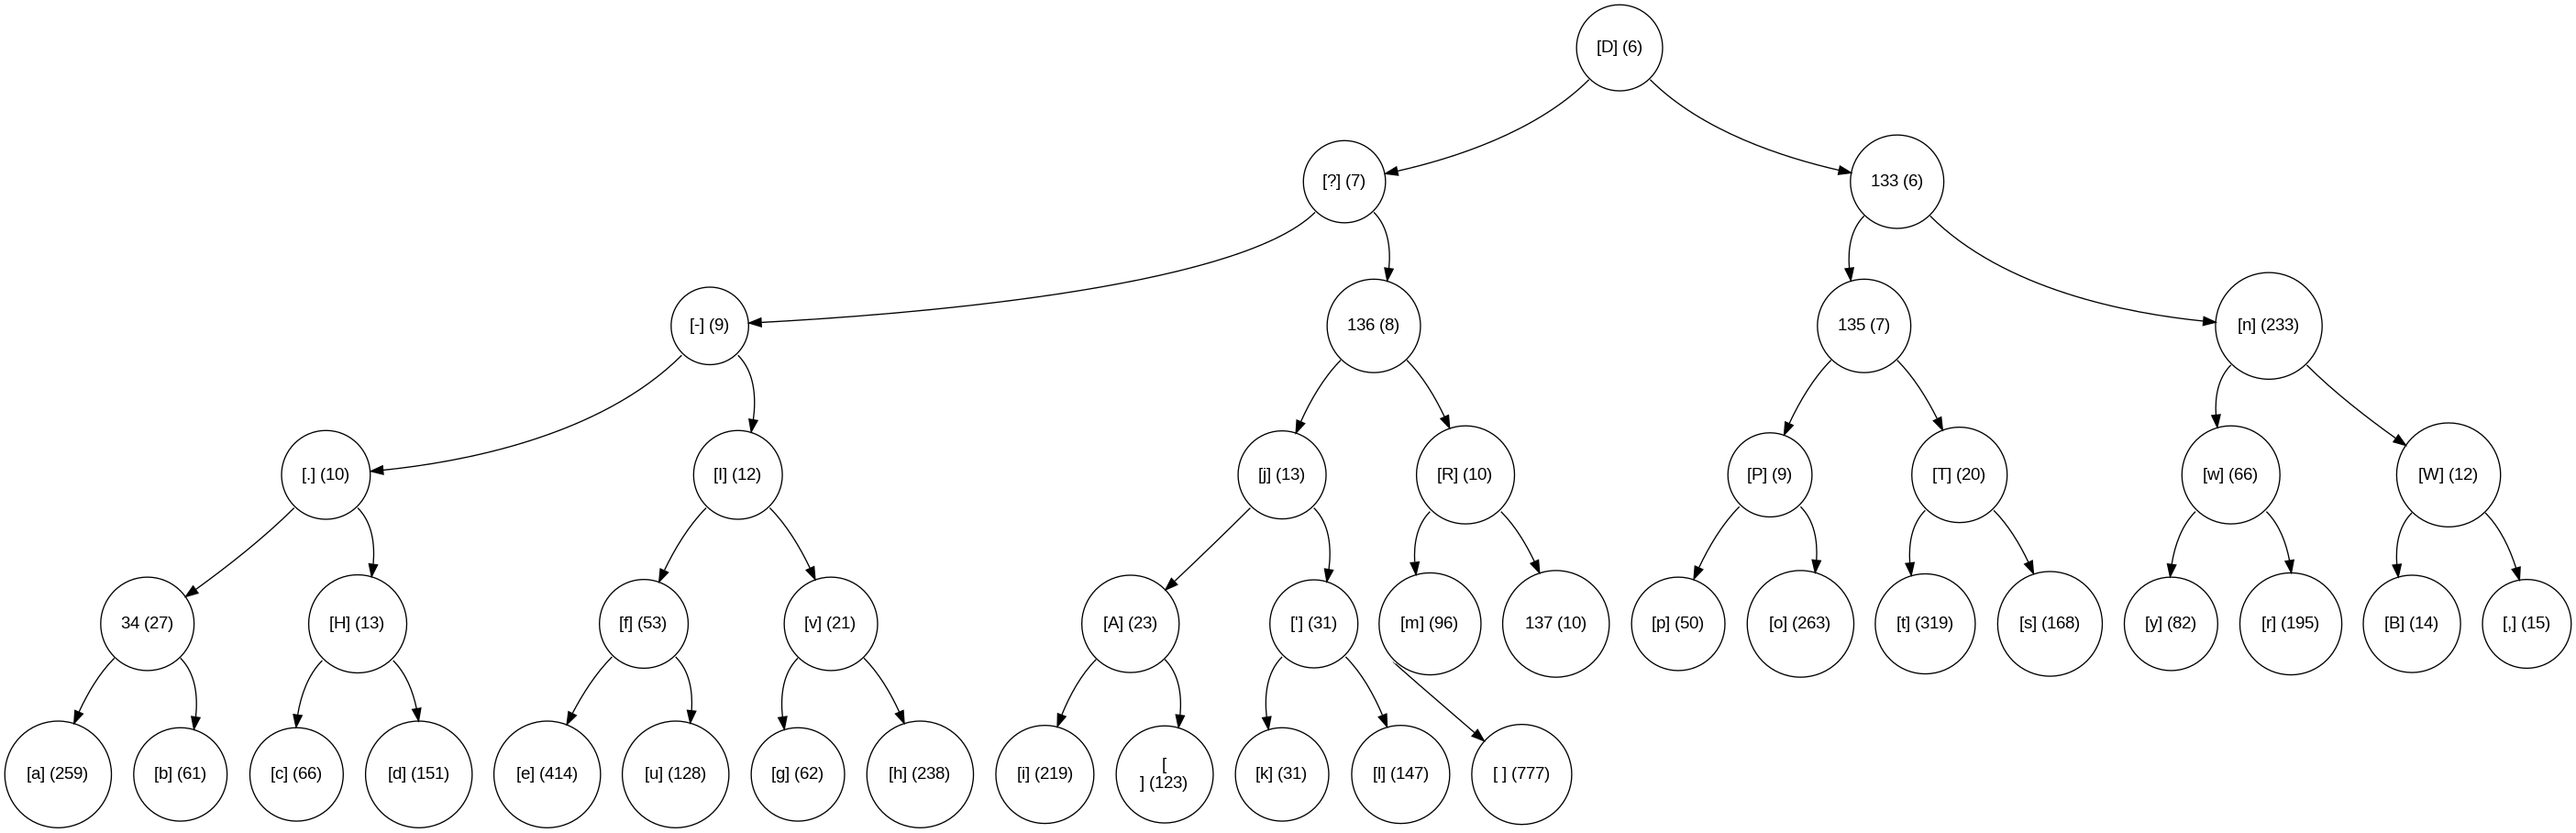 [D] (6)
[?] (7)
133 (6)
[-] (9)
136 (8)
135 (7)
[n] (233)
[.] (10)
[I] (12)
[j] (13)
[R] (10)
[P] (9)
[T] (20)
[w] (66)
[W] (12)
34 (27)
[H] (13)
[f] (53)
[v] (21)
[A] (23)
['] (31)
[m] (96)
137 (10)
[p] (50)
[o] (263)
[t] (319)
[s] (168)
[y] (82)
[r] (195)
[B] (14)
[,] (15)
[a] (259)
[b] (61)
[c] (66)
[d] (151)
[e] (414)
[u] (128)
[g] (62)
[h] (238)
[i] (219)
[
] (123)
[k] (31)
[l] (147)
[ ] (777)